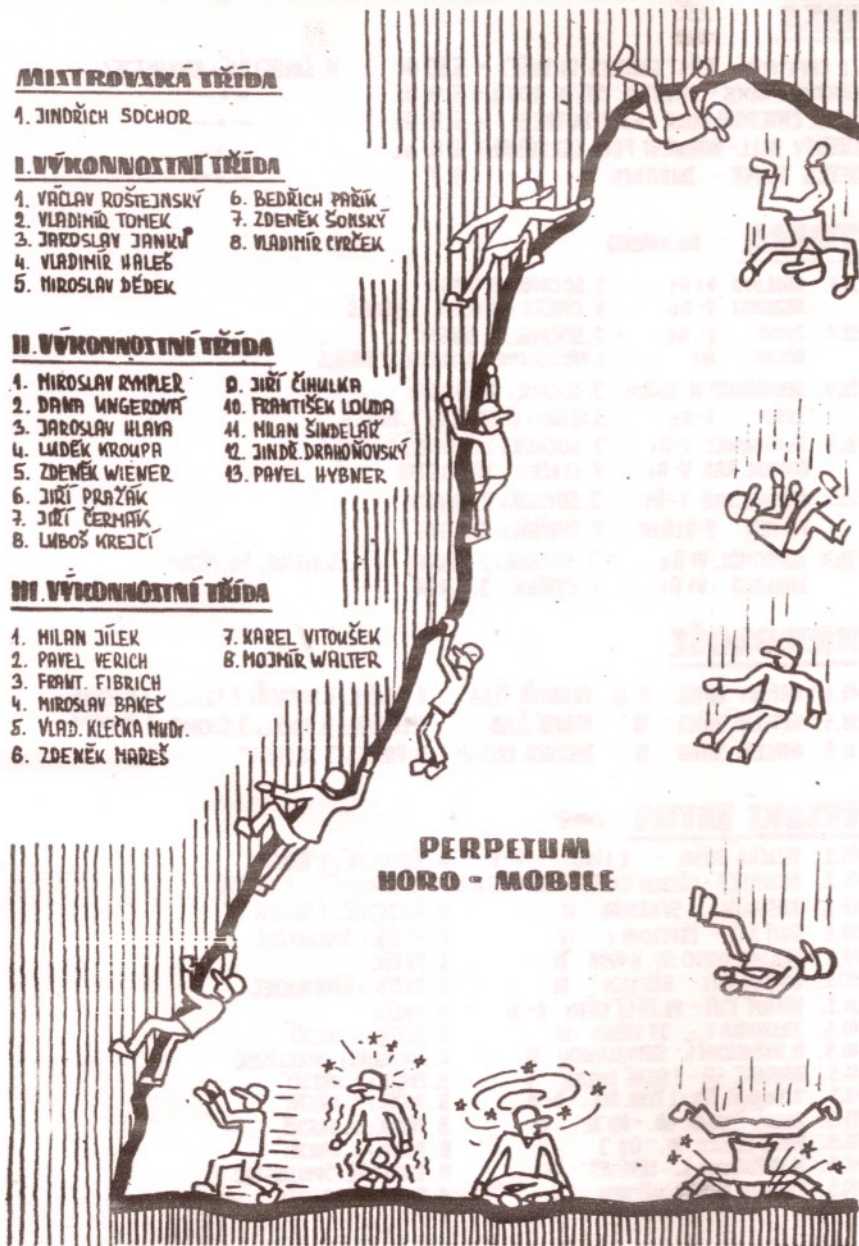 MISTROVSKÁ TŘÍDA
1. JINDŘICH SOCHOR
I. VÝKONNOSTNÍ TŘÍDA
1. VÁCLAV ROŠTEJNSKÝ
2. VLADIMÍR TOMEK
3. JAROSLAV JANKŮ
4. VLADIMÍR HALEŠ
5. MIROSLAV DĚDEK
6. BEDŘICH PAŘÍK
7. ZDENĚK ŠONSKÝ
8. VLADIMÍR CVRČEK
II. VÝKONNOSTNÍ TŘÍDA
1. MIROSLAV RYMPLER
2. DANA UNGEROVÁ
3. JAROSLAV HLAVA
4. LUDĚK KROUPA
5. ZDENĚK WIENER
6. JIŘÍ PRAŽÁK
7. JIŘÍ ČERMÁK
8. LUBOŠ KREJČÍ
9. JIŘÍ ČIHULKA
10. FRANTIŠEK LOUDA
11. MILAN ŠINDELÁŘ
12. JINDŘ. DRAHOŇOVSKÝ
13. PAVEL HYBNER
III. VÝKONNOSTNÍ TŘÍDA
1. MILAN JÍLEK
2. PAVEL VERICH
3. FRANT. FIBRICH
4. MIROSLAV BAKEŠ
5. VLAD. KLEČKA MUDr.
6. ZDENĚK MAREŠ
7. KAREL VITOUŠEK
8. MOJMÍR WALTER
PERPETUM
HORO - MOBILE